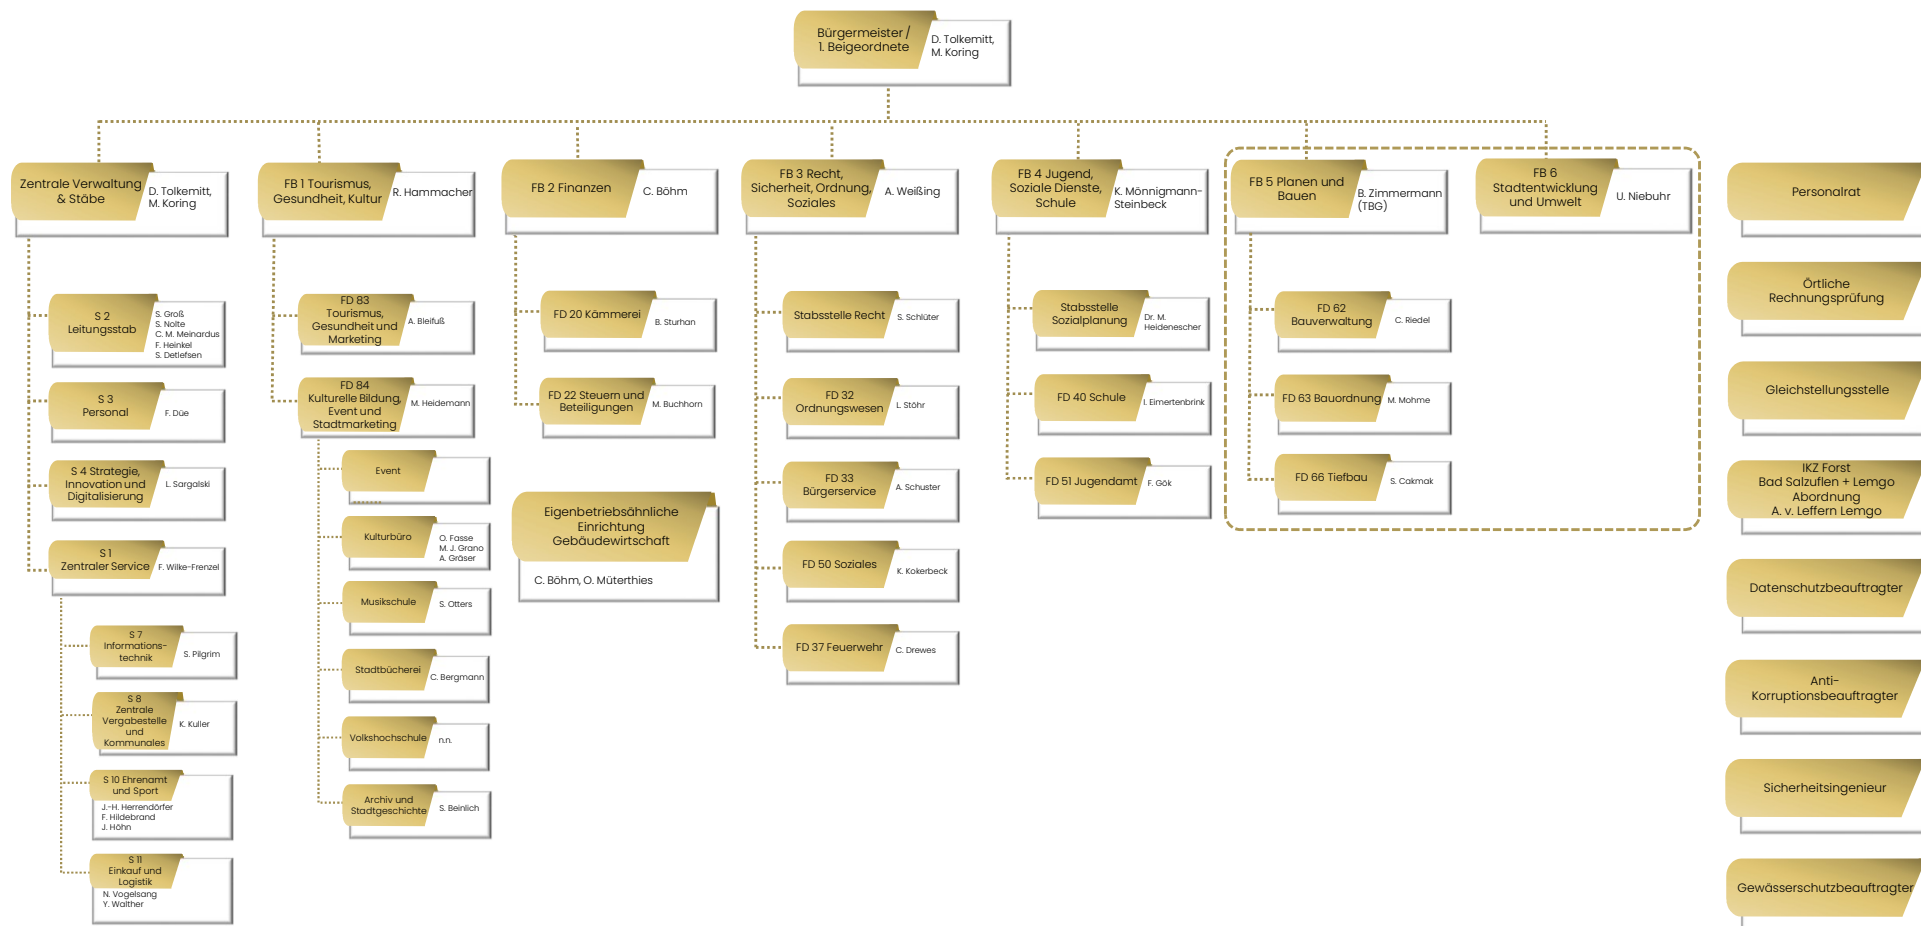 Bürgermeister /
1. Beigeordnete
D. Tolkemitt,
M. Koring
Zentrale Verwaltung
& Stäbe
D. Tolkemitt,
M. Koring
S 2
Leitungsstab
S. Groß
S. Nolte
C. M. Meinardus
F. Heinkel
S. Detlefsen
S 3
Personal
F. Düe
S 4 Strategie,
Innovation und
Digitalisierung
L. Sargalski
S 1
Zentraler Service
F. Wilke-Frenzel
S 7
Informations-
technik
S. Pilgrim
S 8
Zentrale
Vergabestelle
und
Kommunales
K. Kuller
S 10 Ehrenamt
und Sport
J.-H. Herrendörfer
F. Hildebrand
J. Höhn
S 11
Einkauf und
Logistik
N. Vogelsang
Y. Walther
FB 1 Tourismus,
Gesundheit, Kultur
R. Hammacher
FD 83
Tourismus,
Gesundheit und
Marketing
A. Bleifuß
FD 84
Kulturelle Bildung,
Event und
Stadtmarketing
M. Heidemann
Event
Kulturbüro
O. Fasse
M. J. Grano
A. Gräser
Musikschule
S. Otters
Stadtbücherei
C. Bergmann
Volkshochschule
n.n.
Archiv und
Stadtgeschichte
S. Beinlich
FB 2 Finanzen
C. Böhm
FD 20 Kämmerei
B. Sturhan
FD 22 Steuern und
Beteiligungen
M. Buchhorn
Eigenbetriebsähnliche
Einrichtung
Gebäudewirtschaft
C. Böhm, O. Müterthies
FB 3 Recht,
Sicherheit, Ordnung,
Soziales
A. Weißing
Stabsstelle Recht
S. Schlüter
FD 32
Ordnungswesen
L. Stöhr
FD 33
Bürgerservice
A. Schuster
FD 50 Soziales
K. Kokerbeck
FD 37 Feuerwehr
C. Drewes
FB 4 Jugend,
Soziale Dienste,
Schule
K. Mönnigmann-
Steinbeck
Stabsstelle
Sozialplanung
Dr. M.
Heidenescher
FD 40 Schule
I. Eimertenbrink
FD 51 Jugendamt
F. Gök
FB 5 Planen und
Bauen
B. Zimmermann
(TBG)
FD 62
Bauverwaltung
C. Riedel
FD 63 Bauordnung
M. Mohme
FD 66 Tiefbau
S. Cakmak
FB 6
Stadtentwicklung
und Umwelt
U. Niebuhr
Personalrat
Örtliche
Rechnungsprüfung
Gleichstellungsstelle
IKZ Forst
Bad Salzuflen + Lemgo
Abordnung
A. v. Leffern Lemgo
Datenschutzbeauftragter
Anti-
Korruptionsbeauftragter
Sicherheitsingenieur
Gewässerschutzbeauftragter